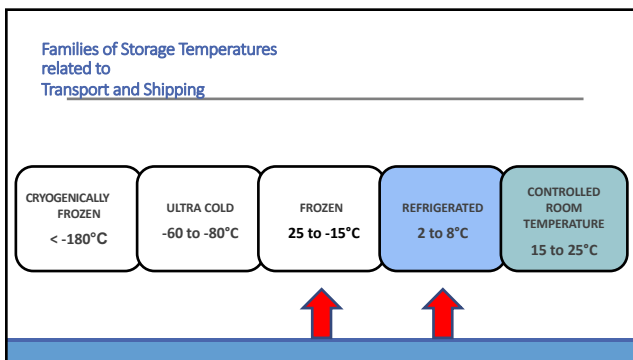 Families of Storage Temperatures
related to
Transport and Shipping
CRYOGENICALLY
FROZEN
< -180°C
ULTRA COLD
-60 to -80°C
FROZEN
25 to -15°C
REFRIGERATED
2 to 8°C
CONTROLLED
ROOM
TEMPERATURE
15 to 25°C